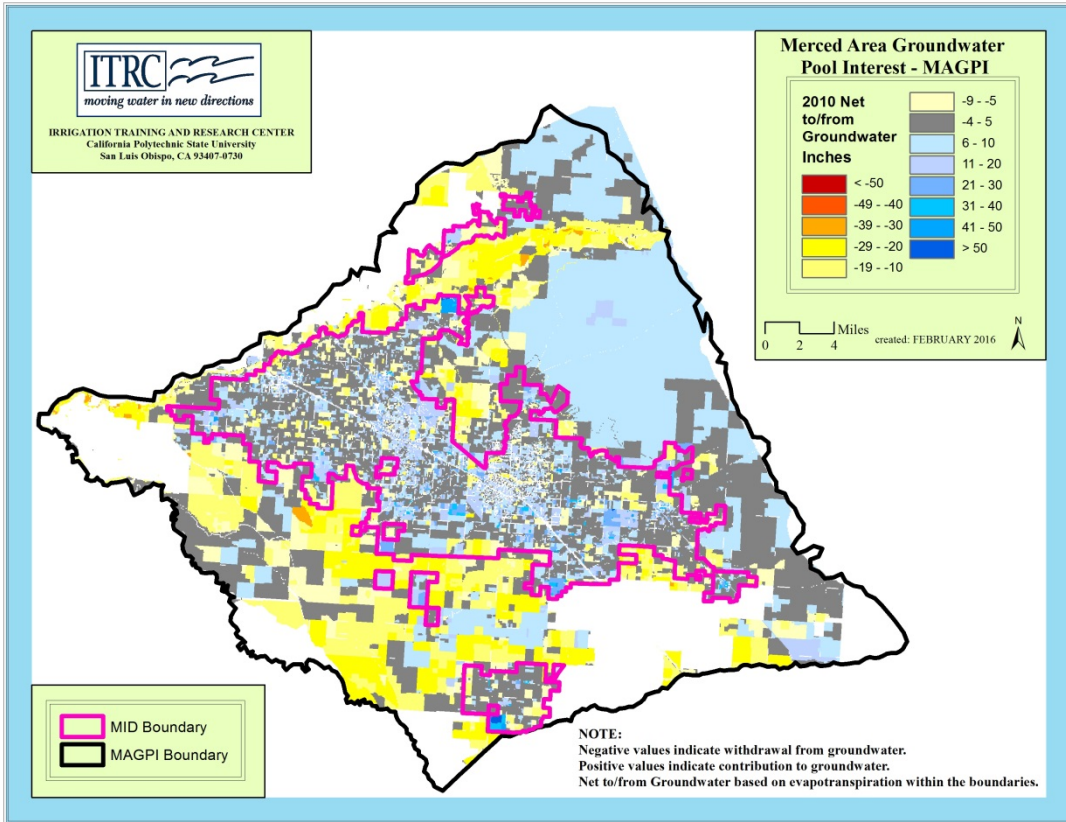 ITRC
moving water in new directions
IRRIGATION TRAINING AND RESEARCH CENTER
California Polytechnic State University
San Luis Obispo, CA 93407-0730
Merced Area Groundwater
Pool Interest - MAGPI
2010 Net
to/from
Groundwater
Inches
< -50
-49 - -40
-39 - -30
-29 - -20
-19 - -10
-9 - -5
-4 - 5
6 - 10
11 - 20
21 - 30
31 - 40
41 - 50
> 50
Miles
0 2 4
created: FEBRUARY 2016
N
MID Boundary
MAGPI Boundary
NOTE:
Negative values indicate withdrawal from groundwater.
Positive values indicate contribution to groundwater.
Net to/from Groundwater based on evapotranspiration within the boundaries.